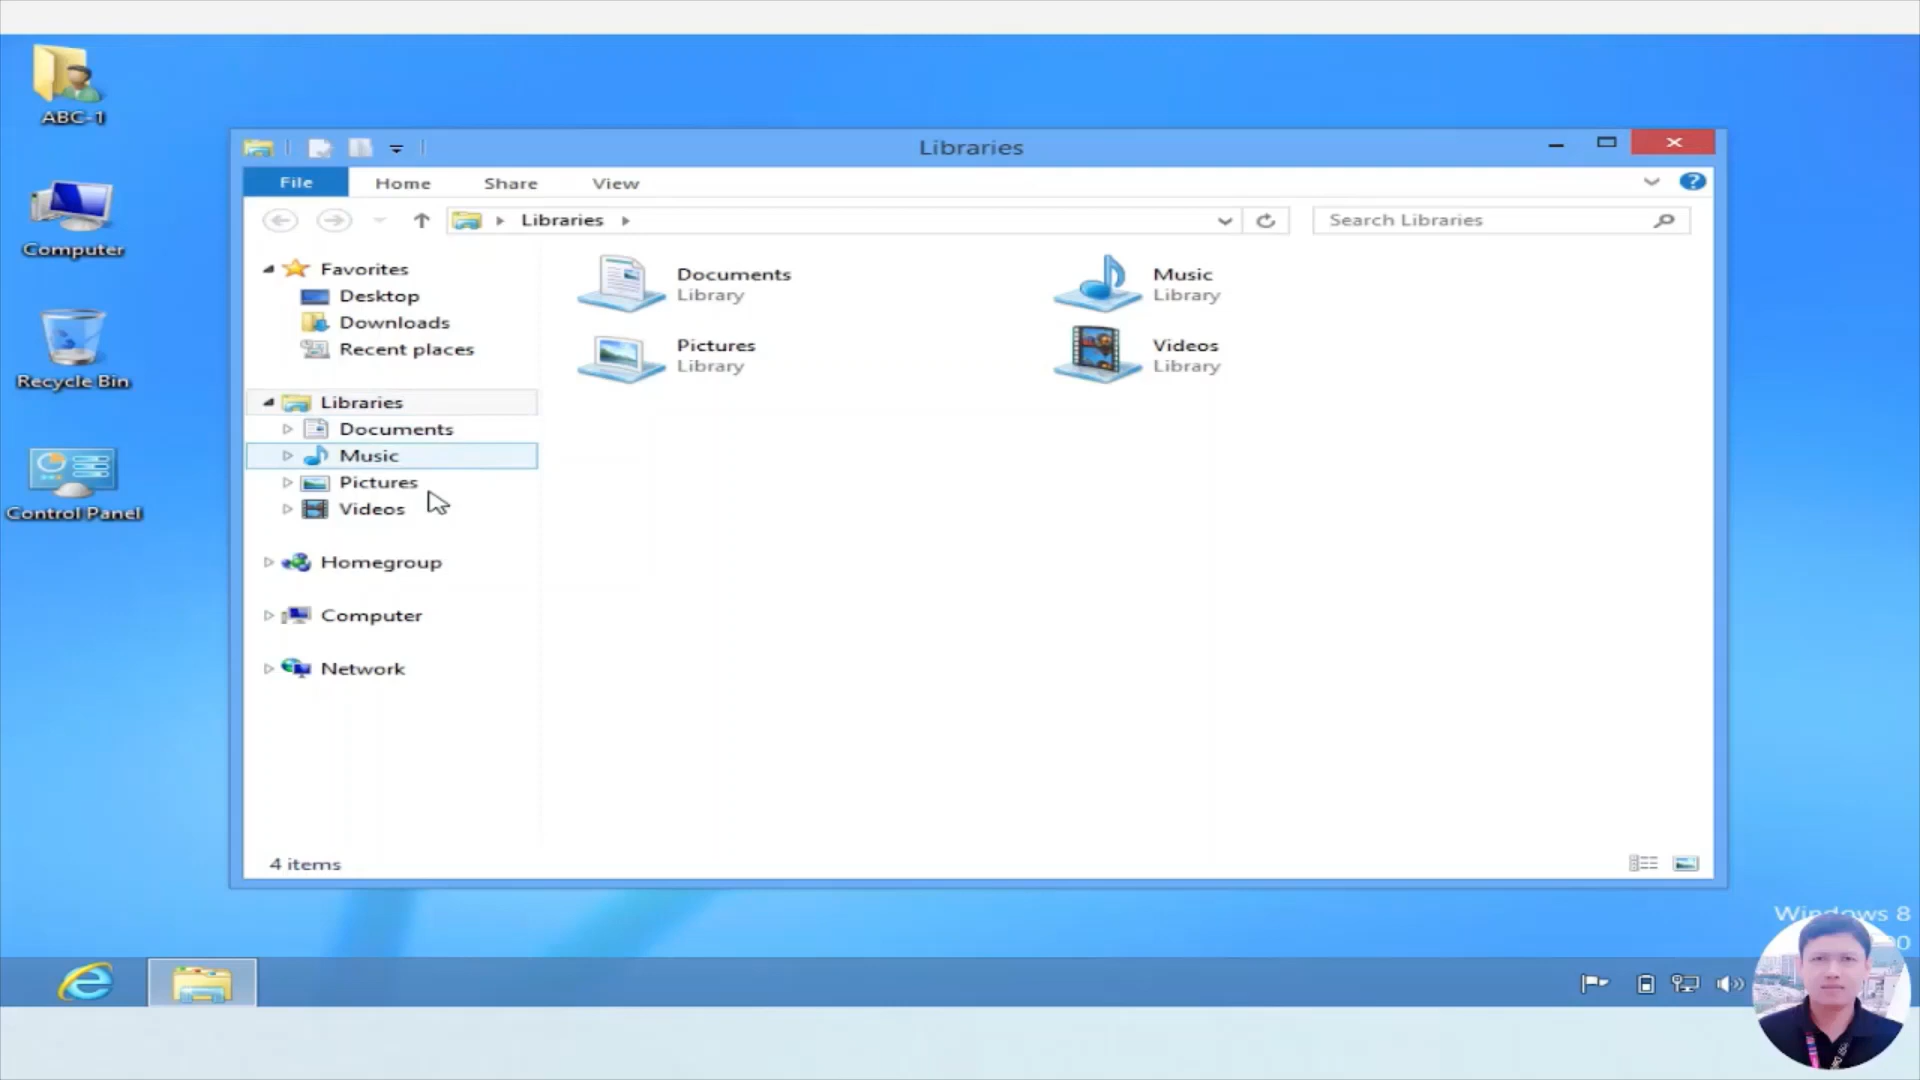 ABC-1
Computer
Recycle Bin
Control Panel
Libraries
File
Home
Share
View
Libraries
Search Libraries
Favorites
Desktop
Downloads
Recent places
Libraries
Documents
Music
Pictures
Videos
Homegroup
Computer
Network
Documents
Library
Music
Library
Pictures
Library
Videos
Library
4 items
Windows 8